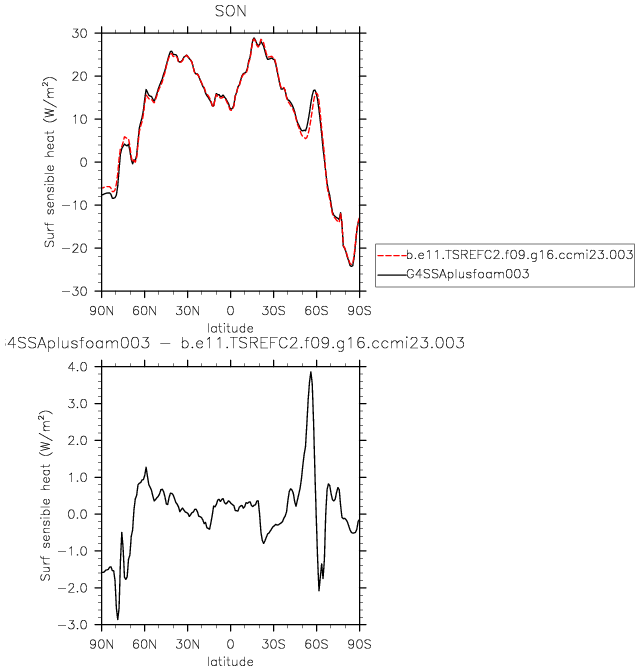 SON
30
20
10
0
−10
−20
−30
Surf sensible heat (W/m²)
90N 60N 30N 0 30S 60S 90S
latitude
b.e11.TSREFC2.f09.g16.ccmi23.003
G4SSAplusfoam003
4SSAplusfoam003 − b.e11.TSREFC2.f09.g16.ccmi23.003
4.0
3.0
2.0
1.0
0.0
−1.0
−2.0
−3.0
Surf sensible heat (W/m²)
90N 60N 30N 0 30S 60S 90S
latitude